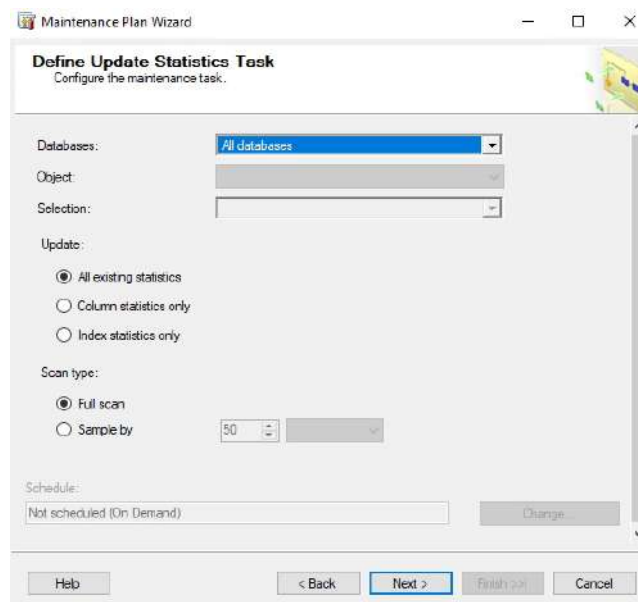 Maintenance Plan Wizard
Define Update Statistics Task
Configure the maintenance task.
Databases: All databases
Object:
Selection:
Update:
All existing statistics
Column statistics only
Index statistics only
Scan type:
Full scan
Sample by 50
Schedule:
Not scheduled (On Demand) Change...
Help < Back Next > Finish >>| Cancel